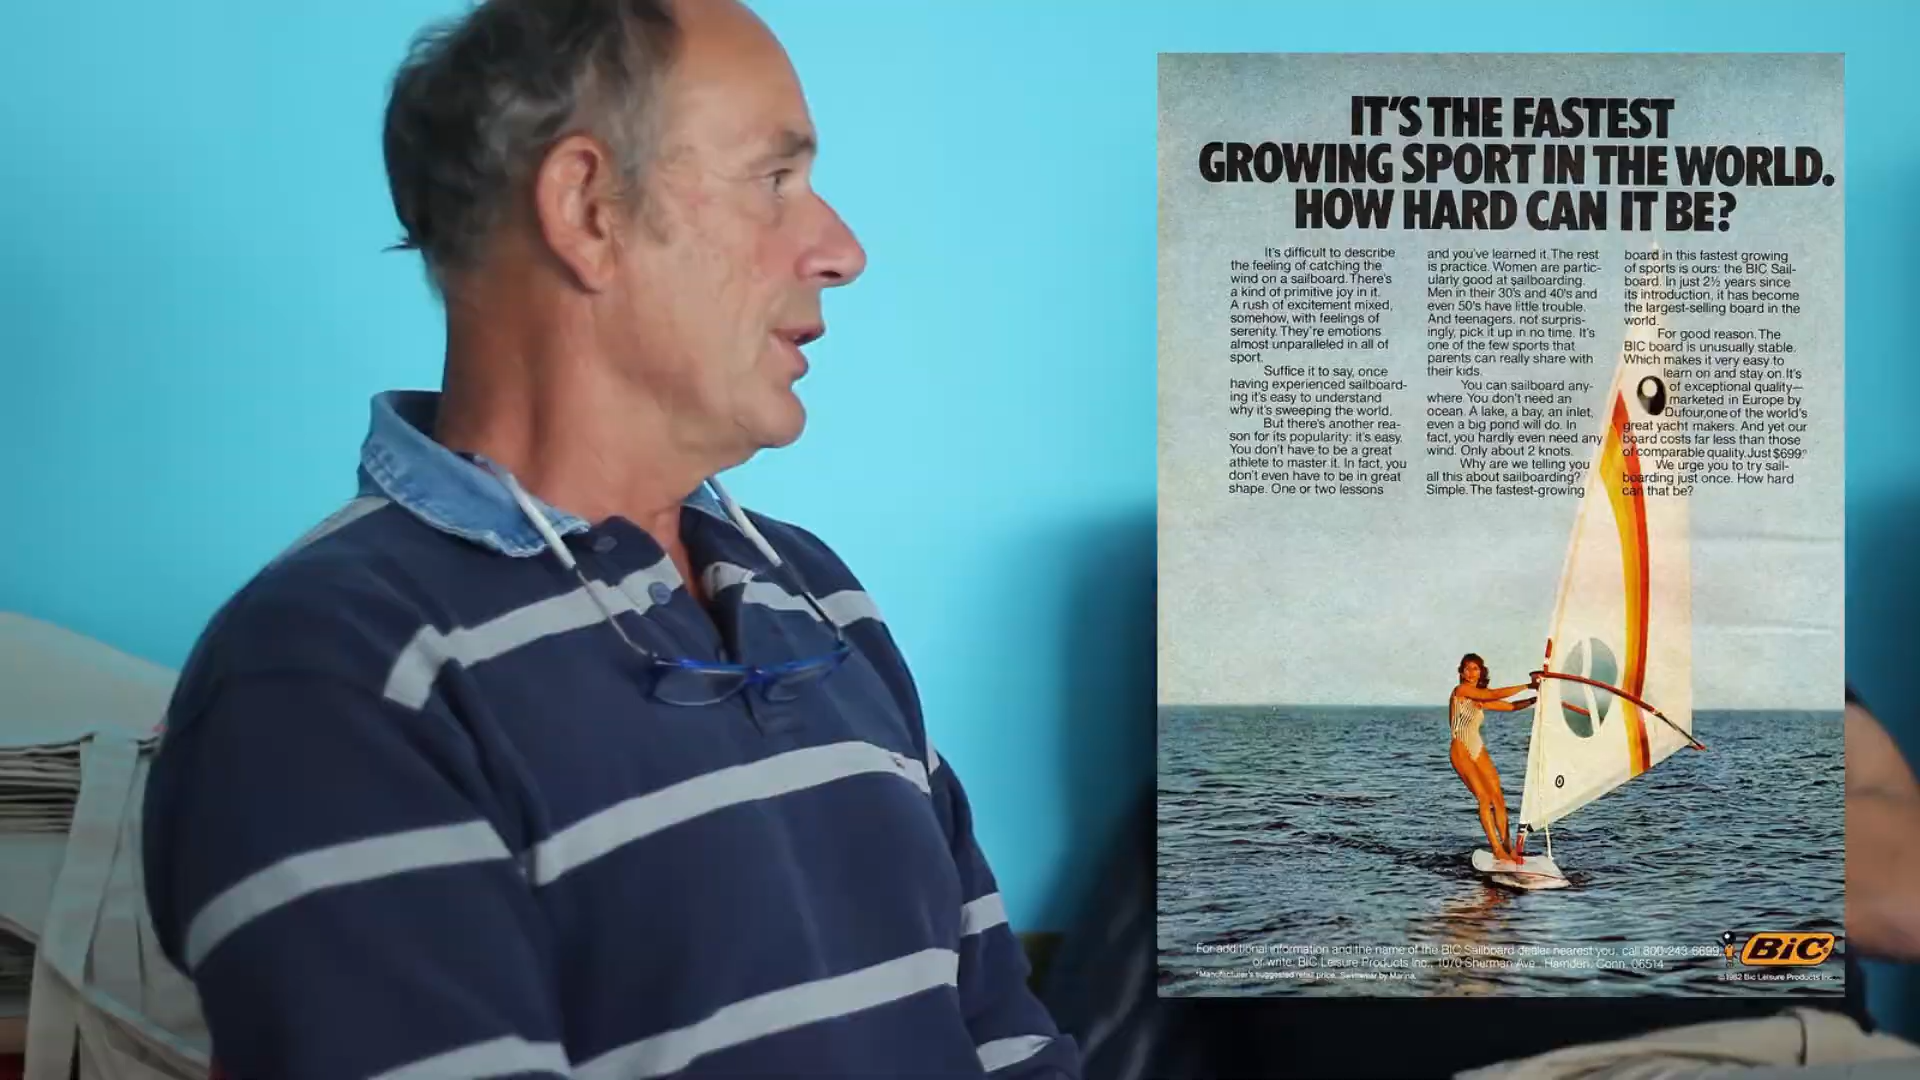 IT'S THE FASTEST
GROWING SPORT IN THE WORLD.
HOW HARD CAN IT BE?
It's difficult to describe
the feeling of catching the
wind on a sailboard. There's
a kind of primitive joy in it.
A rush of excitement mixed,
somehow, with feelings of
serenity. They're emotions
almost unparalleled in all of
sport.
Suffice it to say, once
having experienced sailboard-
ing it's easy to understand
why it's sweeping the world.
But there's another rea-
son for its popularity: it's easy.
You don't have to be a great
athlete to master it. In fact, you
don't even have to be in great
shape. One or two lessons
and you've learned it. The rest
is practice. Women are partic-
ularly good at sailboarding.
Men in their 30's and 40's and
even 50's have little trouble.
And teenagers, not surpris-
ingly, pick it up in no time. It's
one of the few sports that
parents can really share with
their kids.
You can sailboard any-
where. You don't need an
ocean. A lake, a bay, an inlet,
even a big pond will do. In
fact, you hardly even need any
wind. Only about 2 knots.
Why are we telling you
all this about sailboarding?
Simple. The fastest-growing
board in this fastest growing
of sports is ours: the BIC Sail-
board. In just 2½ years since
its introduction, it has become
the largest-selling board in the
world.
For good reason. The
BIC board is unusually stable.
Which makes it very easy to
learn on and stay on. It's
of exceptional quality—
marketed in Europe by
Dufour, one of the world's
great yacht makers. And yet our
board costs far less than those
of comparable quality. Just $699*
We urge you to try sail-
boarding just once. How hard
can that be?
For additional information and the name of the BIC Sailboard dealer nearest you, call 800-243-6699
or write: BIC Leisure Products Inc., 1070 Sherman Ave., Hamden, Conn. 06514
*Manufacturer's suggested retail price. Swimwear by Marina.
BIC
©1982 Bic Leisure Products Inc.